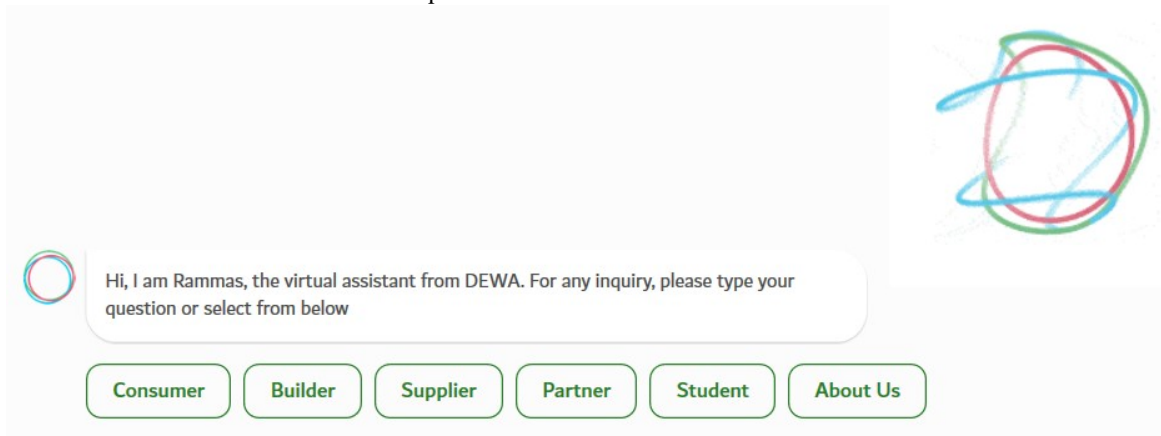 Hi, I am Rammas, the virtual assistant from DEWA. For any inquiry, please type your
question or select from below
Consumer Builder Supplier Partner Student About Us